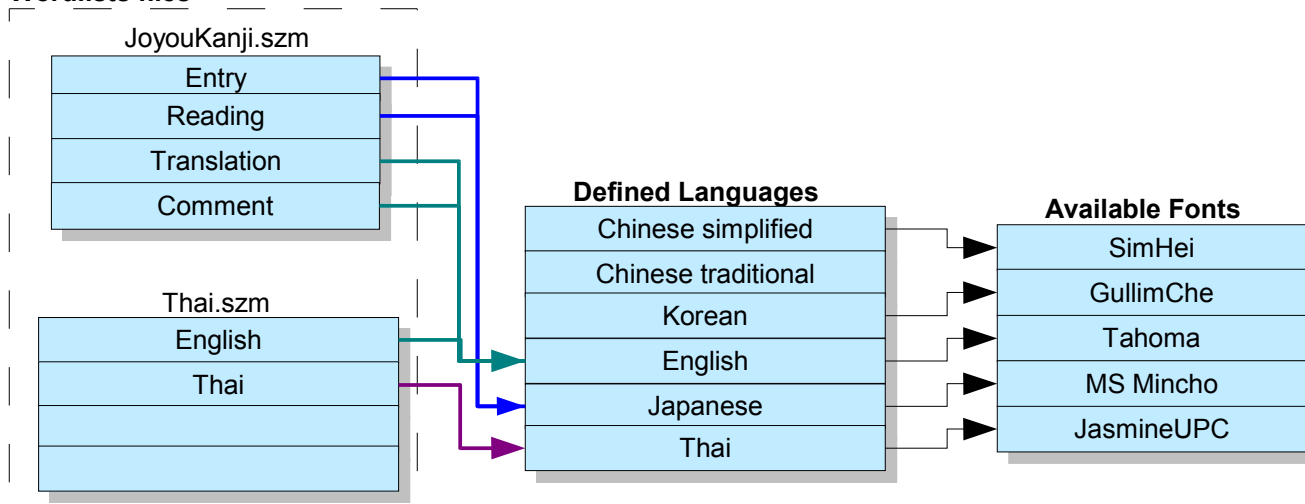 JoyouKanji.szm
Entry
Reading
Translation
Comment
Thai.szm
English
Thai
Defined Languages
Chinese simplified
Chinese traditional
Korean
English
Japanese
Thai
Available Fonts
SimHei
GullimChe
Tahoma
MS Mincho
JasmineUPC